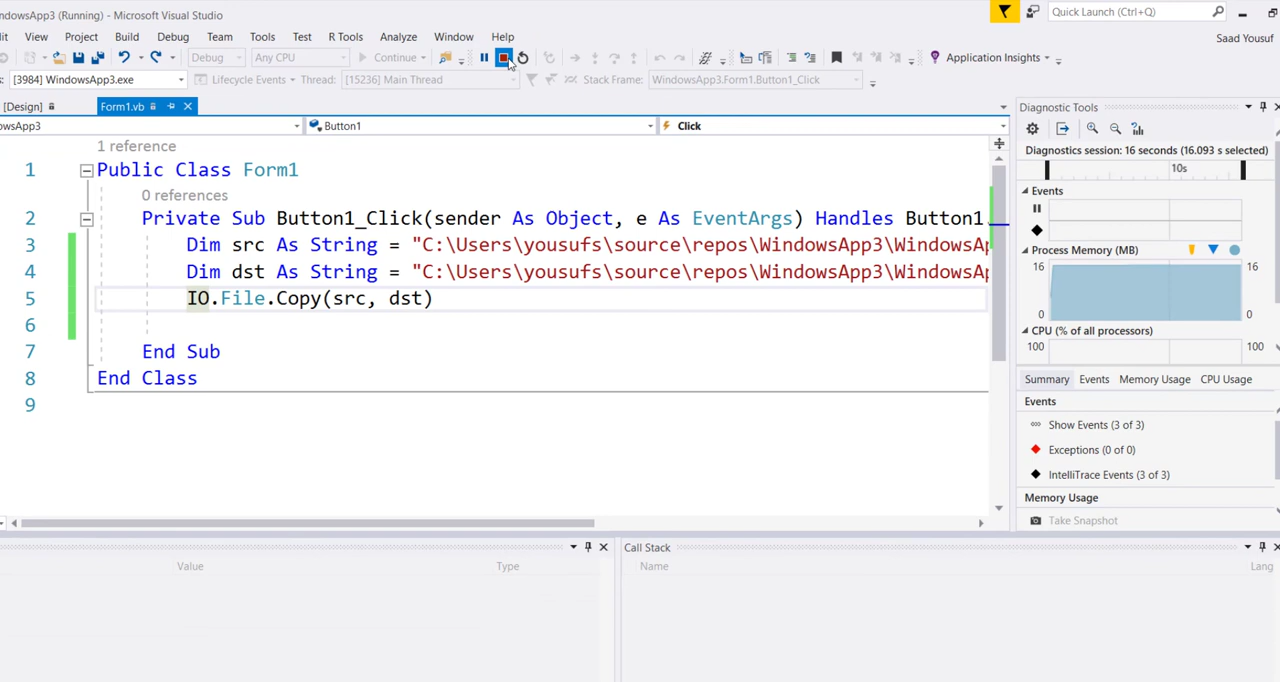 ndowsApp3 (Running) - Microsoft Visual Studio
Quick Launch (Ctrl+Q)
it View Project Build Debug Team Tools Test R Tools Analyze Window Help
Saad Yousuf
Debug Any CPU Continue Application Insights
s: [3984] WindowsApp3.exe Lifecycle Events Thread: [15236] Main Thread Stack Frame: WindowsApp3.Form1.Button1_Click
[Design] Form1.vb
owsApp3 Button1 Click
1 reference
1 Public Class Form1
0 references
2 Private Sub Button1_Click(sender As Object, e As EventArgs) Handles Button1.
3 Dim src As String = "C:\Users\yousufs\source\repos\WindowsApp3\WindowsAp
4 Dim dst As String = "C:\Users\yousufs\source\repos\WindowsApp3\WindowsAp
5 IO.File.Copy(src, dst)
6
7 End Sub
8 End Class
9
Diagnostic Tools
Diagnostics session: 16 seconds (16.093 s selected)
10s
Events
Process Memory (MB)
16 16
0 0
CPU (% of all processors)
100 100
Summary Events Memory Usage CPU Usage
Events
Show Events (3 of 3)
Exceptions (0 of 0)
IntelliTrace Events (3 of 3)
Memory Usage
Take Snapshot
Value Type
Call Stack
Name Lang